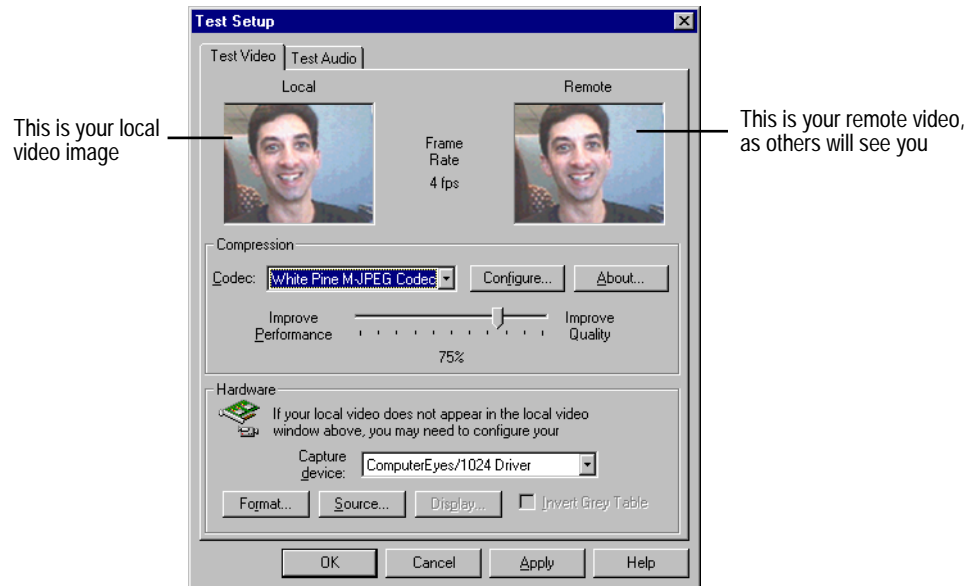 Test Setup
Test Video
Test Audio
Local
Remote
This is your local
video image
Frame
Rate
4 fps
This is your remote video,
as others will see you
Compression
Codec:
White Pine M-JPEG Codec
Configure...
About...
Improve
Performance
Improve
Quality
75%
Hardware
If your local video does not appear in the local video
window above, you may need to configure your
Capture
device:
ComputerEyes/1024 Driver
Format...
Source...
Display...
Invert Grey Table
OK
Cancel
Apply
Help